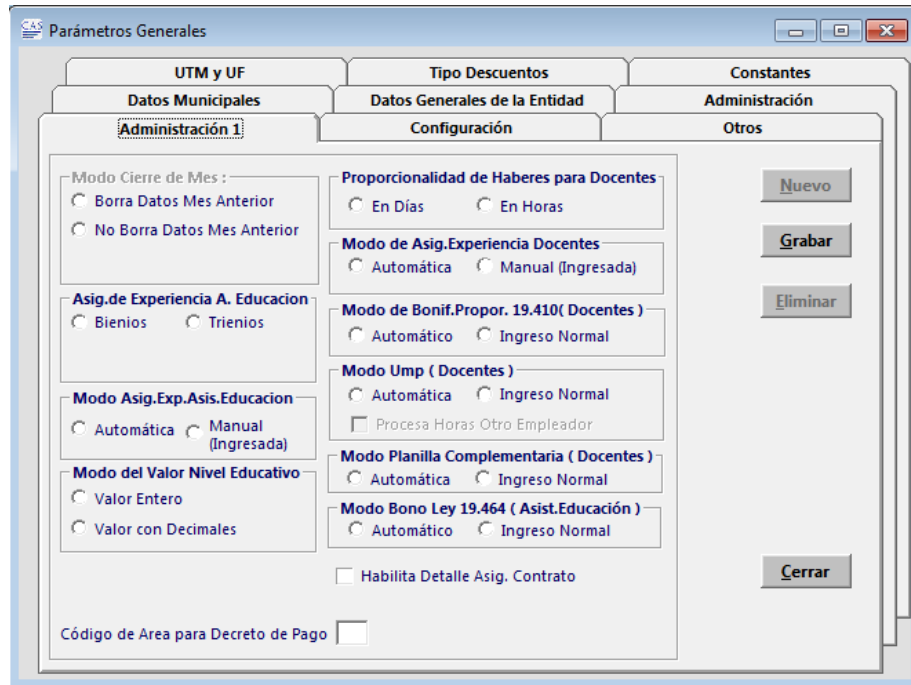 CAS
Parámetros Generales
UTM y UF
Tipo Descuentos
Constantes
Datos Municipales
Datos Generales de la Entidad
Administración
Administración 1
Configuración
Otros
Modo Cierre de Mes :
Borra Datos Mes Anterior
No Borra Datos Mes Anterior
Asig.de Experiencia A. Educacion
Bienios
Trienios
Modo Asig.Exp.Asis.Educacion
Automática
Manual
(Ingresada)
Modo del Valor Nivel Educativo
Valor Entero
Valor con Decimales
Proporcionalidad de Haberes para Docentes
En Días
En Horas
Modo de Asig.Experiencia Docentes
Automática
Manual (Ingresada)
Modo de Bonif.Propor. 19.410( Docentes )
Automático
Ingreso Normal
Modo Ump ( Docentes )
Automática
Ingreso Normal
Procesa Horas Otro Empleador
Modo Planilla Complementaria ( Docentes )
Automática
Ingreso Normal
Modo Bono Ley 19.464 ( Asist.Educación )
Automático
Ingreso Normal
Habilita Detalle Asig. Contrato
Código de Area para Decreto de Pago
Nuevo
Grabar
Eliminar
Cerrar